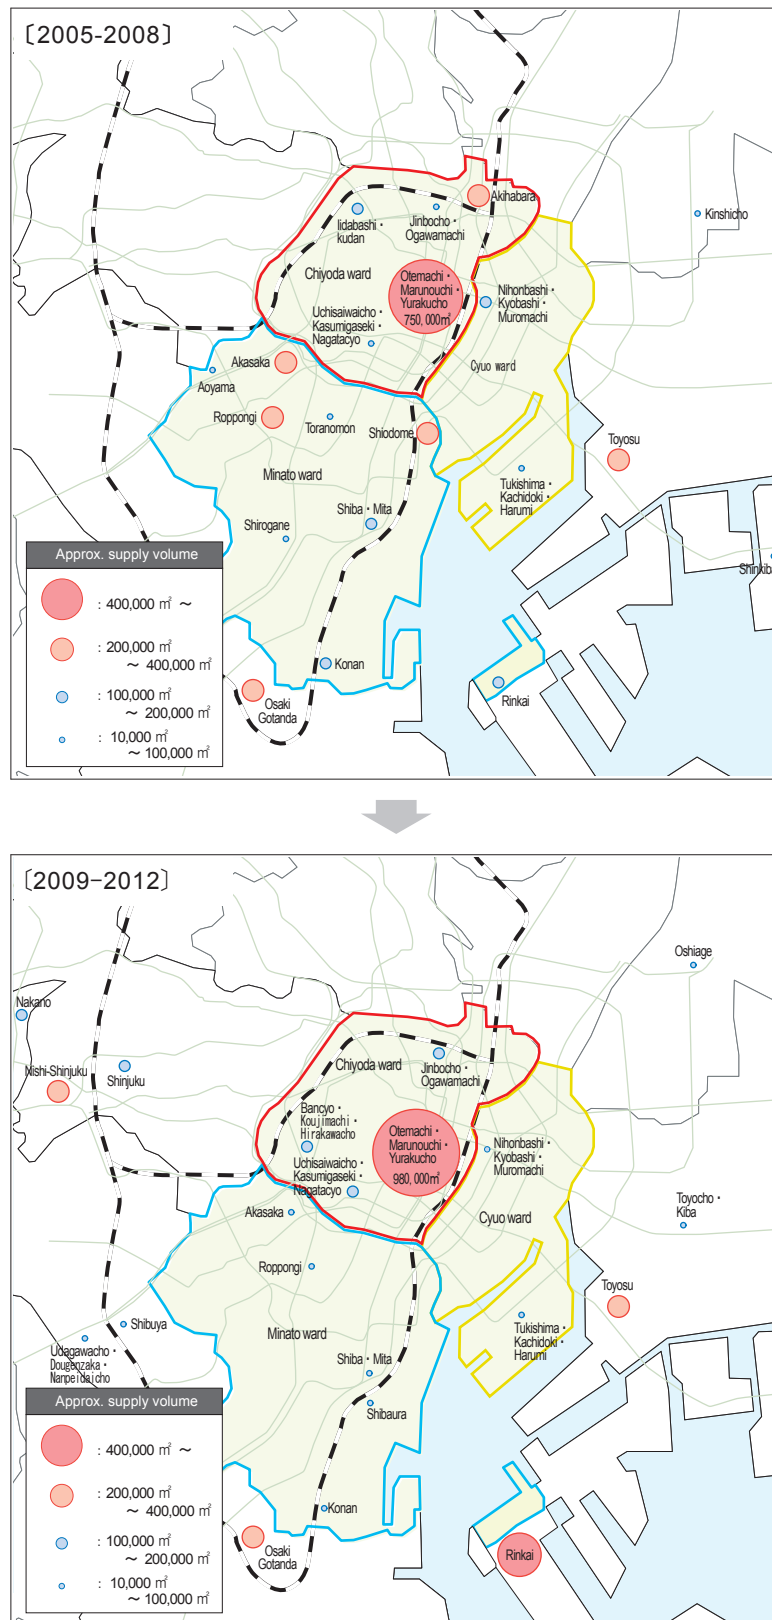 〔2005-2008〕
Akihabara
Iidabashi・
kudan
Jinbocho・
Ogawamachi
Kinshicho
Chiyoda ward
Otemachi・
Marunouchi・
Yurakucho
750,000㎡
Nihonbashi・
Kyobashi・
Muromachi
Uchisaiwaicho・
Kasumigaseki・
Nagatacyo
Akasaka
Cyuo ward
Aoyama
Roppongi
Toranomon
Shiodome
Toyosu
Minato ward
Tukishima・
Kachidoki・
Harumi
Shiba・Mita
Shirogane
Shinkiba
Approx. supply volume
: 400,000 ㎡ ～
: 200,000 ㎡
～ 400,000 ㎡
: 100,000 ㎡
～ 200,000 ㎡
: 10,000 ㎡
～ 100,000 ㎡
Konan
Rinkai
Osaki
Gotanda
〔2009-2012〕
Oshiage
Nakano
Nishi-Shinjuku
Shinjuku
Chiyoda ward
Jinbocho・
Ogawamachi
Bancyo・
Koujimachi・
Hirakawacho
Otemachi・
Marunouchi・
Yurakucho
980,000㎡
Nihonbashi・
Kyobashi・
Muromachi
Uchisaiwaicho・
Kasumigaseki・
Nagatacyo
Akasaka
Cyuo ward
Toyocho・
Kiba
Roppongi
Toyosu
Shibuya
Minato ward
Tukishima・
Kachidoki・
Harumi
Udagawacho・
Dougenzaka・
Nanpeidaicho
Shiba・Mita
Shibaura
Approx. supply volume
: 400,000 ㎡ ～
: 200,000 ㎡
～ 400,000 ㎡
: 100,000 ㎡
～ 200,000 ㎡
: 10,000 ㎡
～ 100,000 ㎡
Konan
Osaki
Gotanda
Rinkai